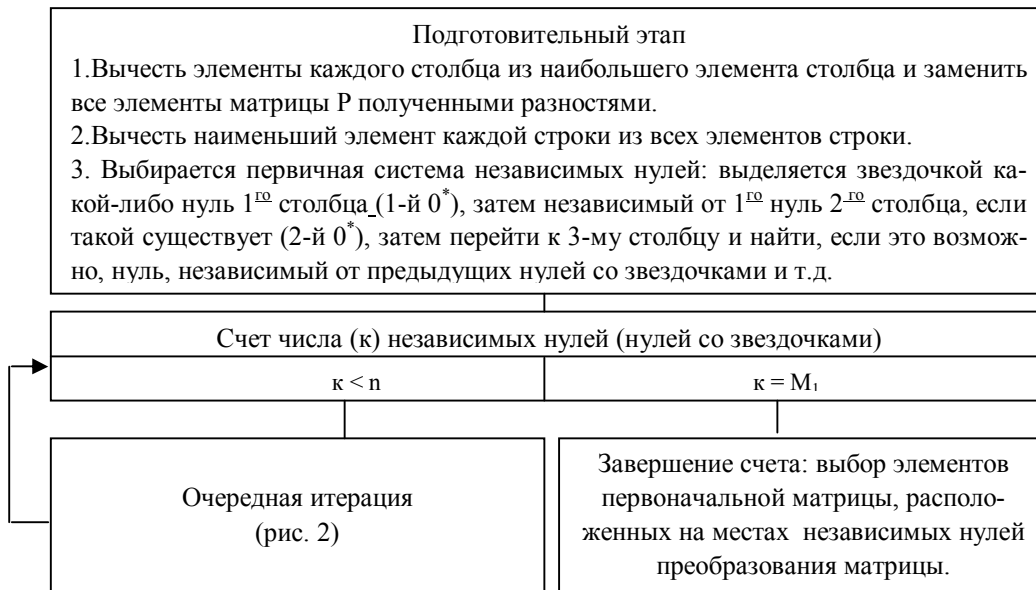 Подготовительный этап
1.Вычесть элементы каждого столбца из наибольшего элемента столбца и заменить
все элементы матрицы P полученными разностями.
2.Вычесть наименьший элемент каждой строки из всех элементов строки.
3. Выбирается первичная система независимых нулей: выделяется звездочкой ка-
кой-либо нуль 1го столбца (1-й 0*), затем независимый от 1го нуль 2-го столбца, если
такой существует (2-й 0*), затем перейти к 3-му столбцу и найти, если это возмож-
но, нуль, независимый от предыдущих нулей со звездочками и т.д.
Счет числа (к) независимых нулей (нулей со звездочками)
к < n
к = M₁
Очередная итерация
(рис. 2)
Завершение счета: выбор элементов
первоначальной матрицы, располо-
женных на местах независимых нулей
преобразования матрицы.